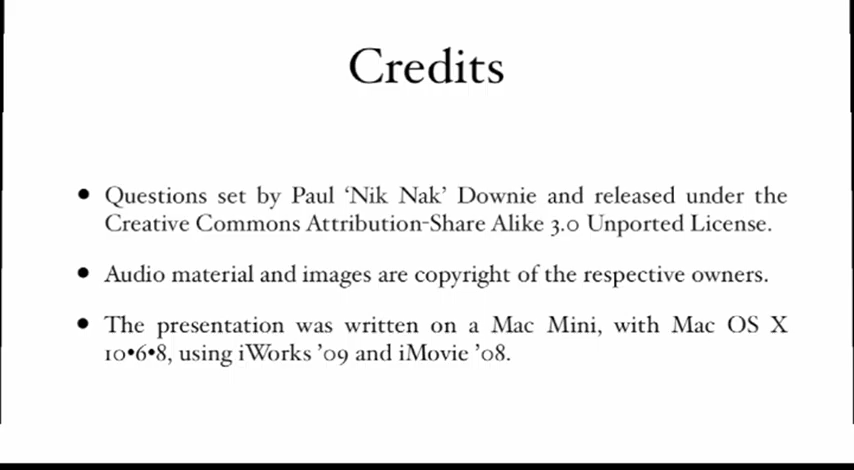 Credits
• Questions set by Paul ‘Nik Nak’ Downie and released under the
Creative Commons Attribution-Share Alike 3.0 Unported License.
• Audio material and images are copyright of the respective owners.
• The presentation was written on a Mac Mini, with Mac OS X
10•6•8, using iWorks ’09 and iMovie ’08.